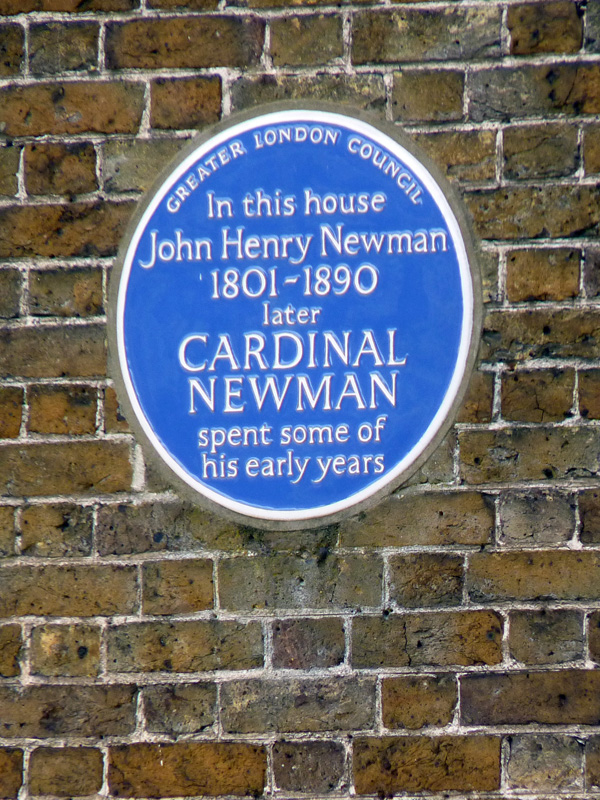 GREATER LONDON COUNCIL
In this house
John Henry Newman
1801-1890
later
CARDINAL
NEWMAN
spent some of
his early years